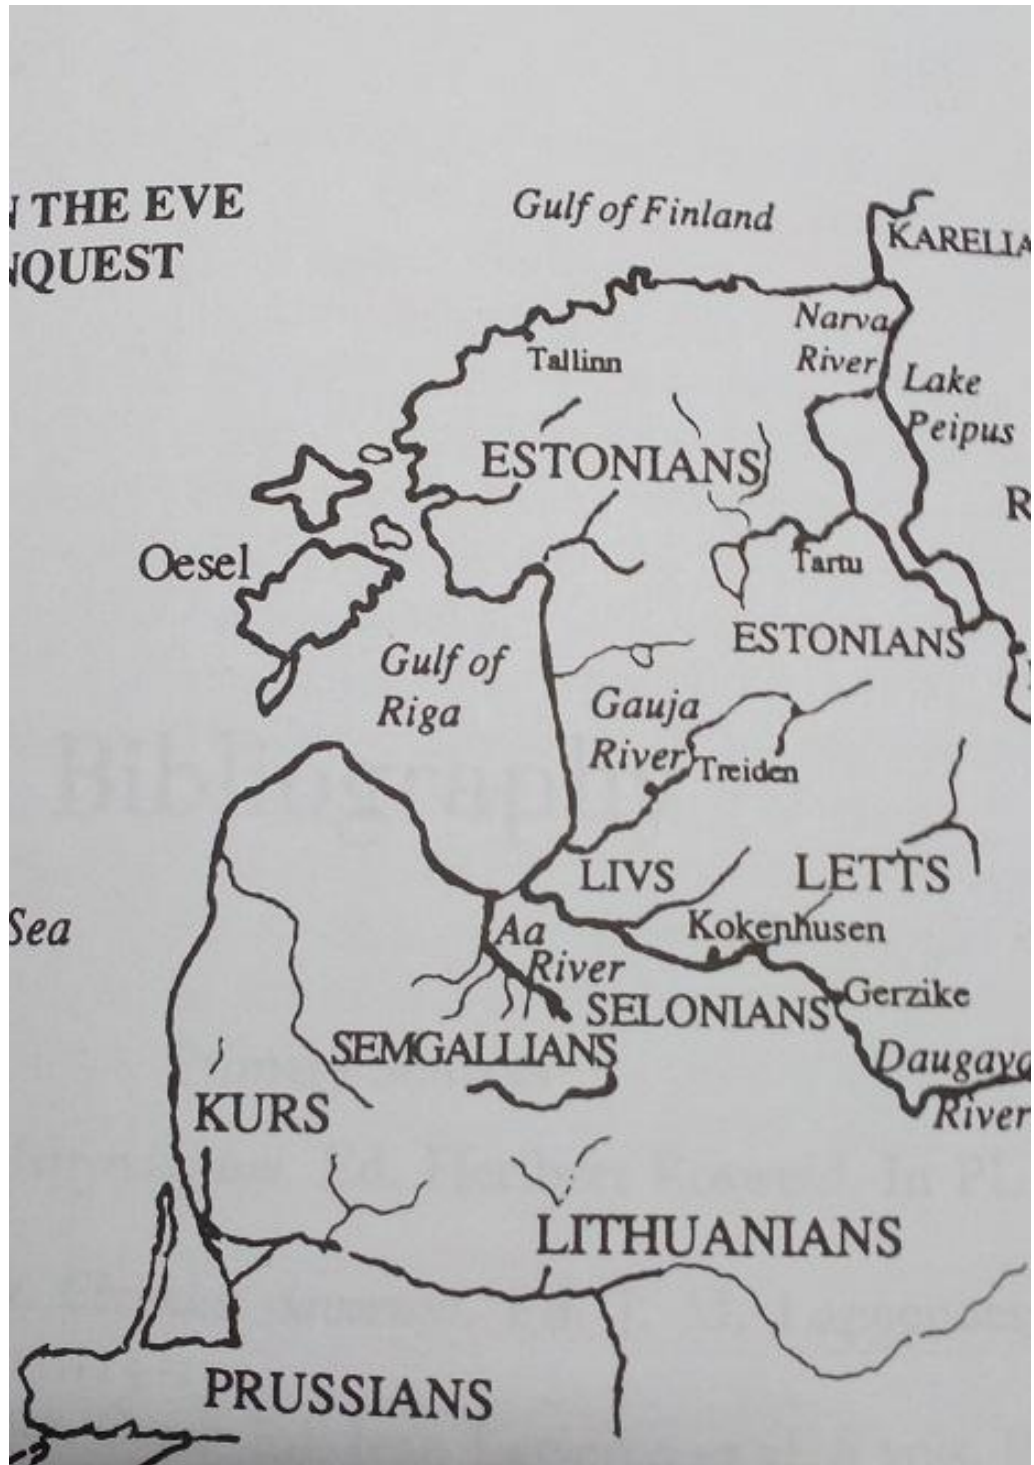 THE EVE
NQUEST
Gulf of Finland
KARELIA
Narva
River
Tallinn
Lake
Peipus
ESTONIANS
R
Oesel
Tartu
ESTONIANS
Gulf of
Riga
Gauja
River
Treiden
LIVS
LETTS
Sea
Aa
River
Kokenhusen
SELONIANS
Gerzike
SEMGALLIANS
Daugava
River
KURS
LITHUANIANS
PRUSSIANS